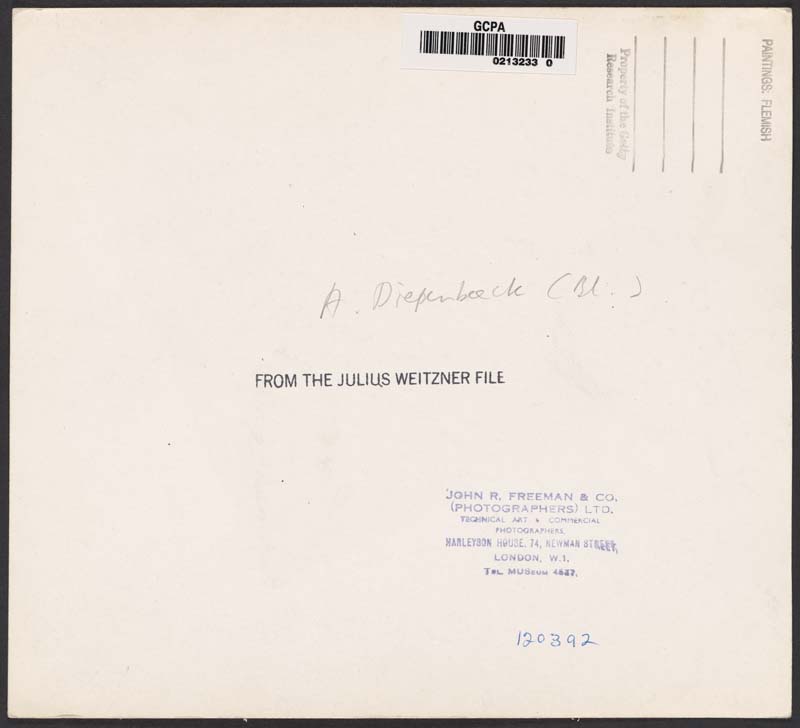 GCPA
0213233 0
PAINTINGS: FLEMISH
Property of the Getty
Research Institute
A. Diepenbeeck (Bl.)
FROM THE JULIUS WEITZNER FILE
JOHN R. FREEMAN & CO.
(PHOTOGRAPHERS) LTD.
TECHNICAL ART & COMMERCIAL
PHOTOGRAPHERS.
HARLEYSON HOUSE. 74, NEWMAN STREET,
LONDON, W.1.
TEL. MUSEUM 4537.
120392